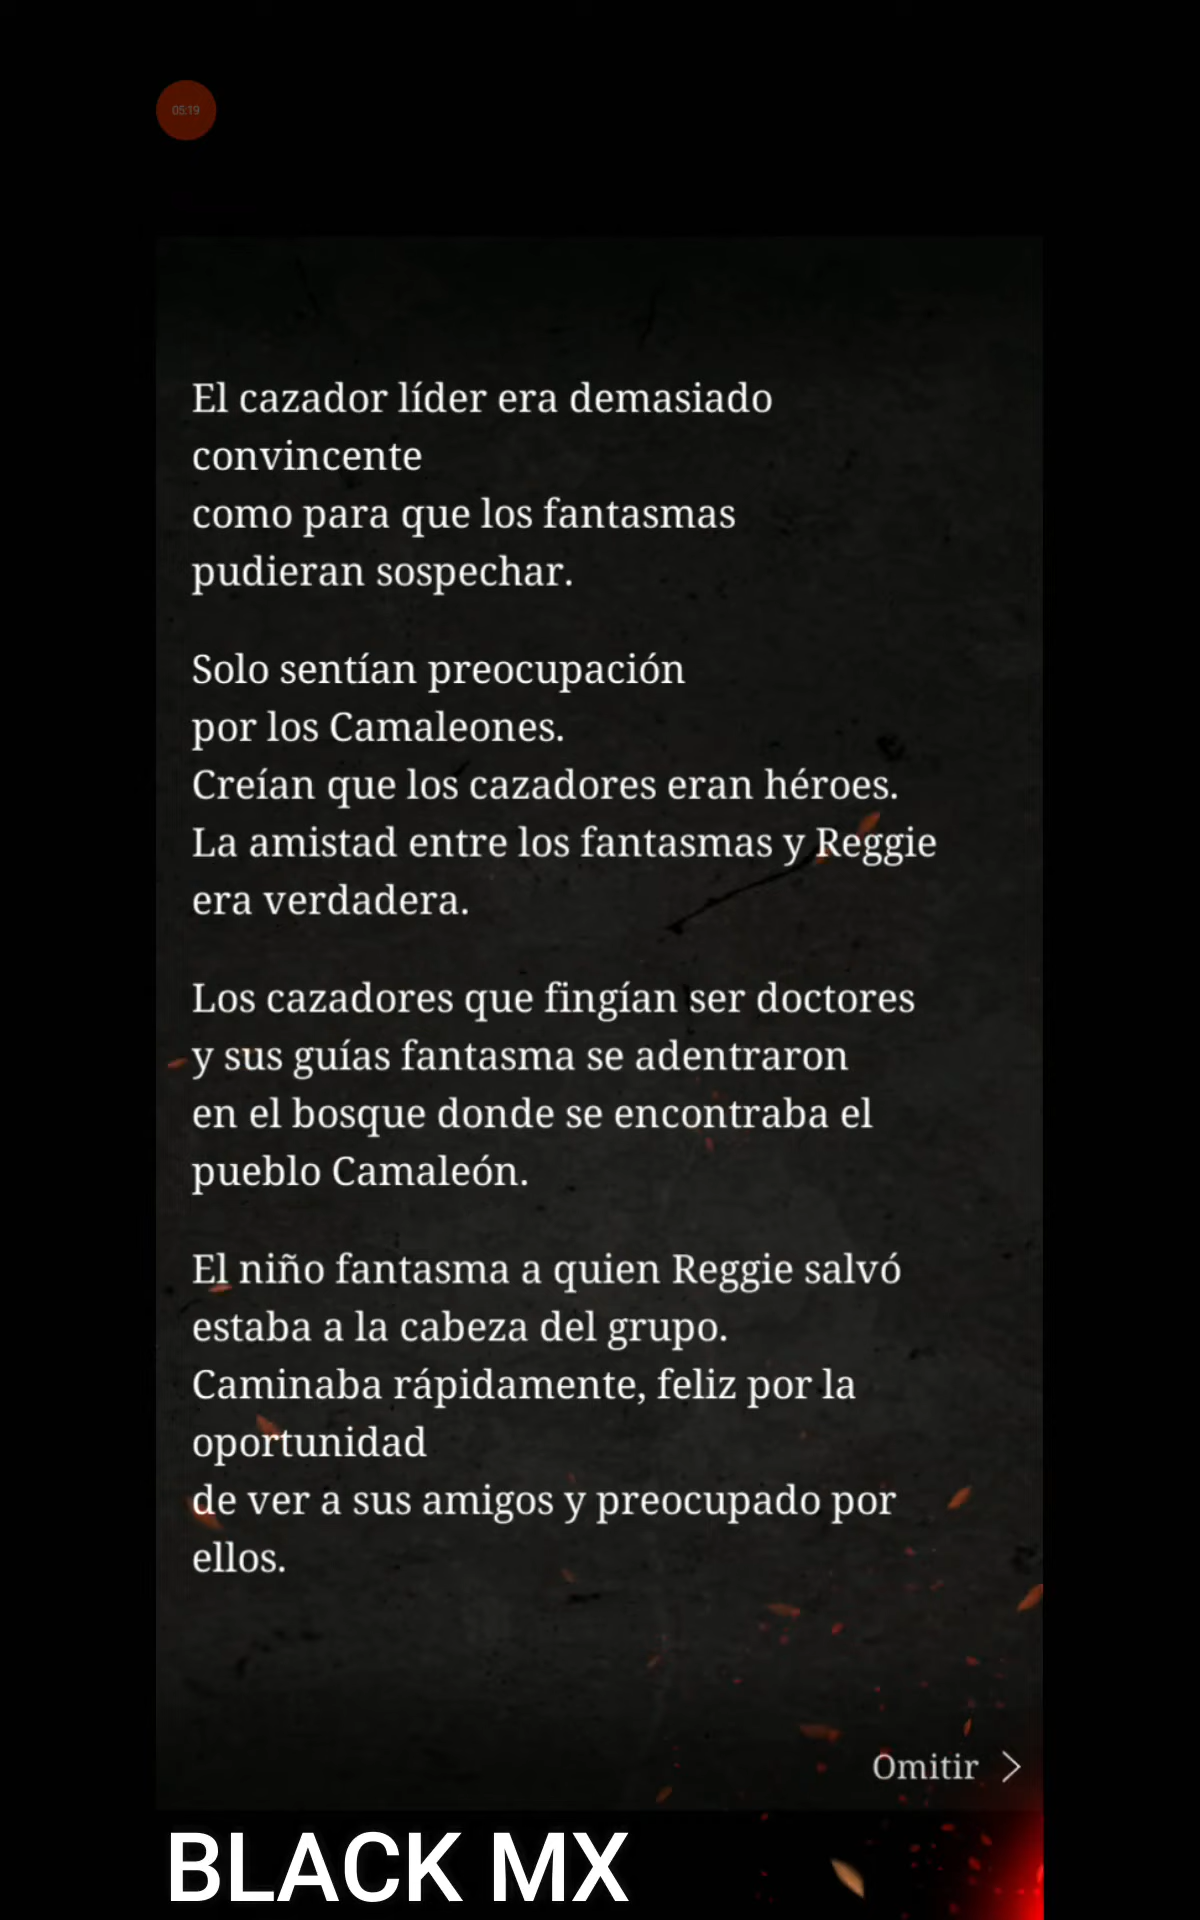 05:19
El cazador líder era demasiado
convincente
como para que los fantasmas
pudieran sospechar.
Solo sentían preocupación
por los Camaleones.
Creían que los cazadores eran héroes.
La amistad entre los fantasmas y Reggie
era verdadera.
Los cazadores que fingían ser doctores
y sus guías fantasma se adentraron
en el bosque donde se encontraba el
pueblo Camaleón.
El niño fantasma a quien Reggie salvó
estaba a la cabeza del grupo.
Caminaba rápidamente, feliz por la
oportunidad
de ver a sus amigos y preocupado por
ellos.
Omitir >
BLACK MX